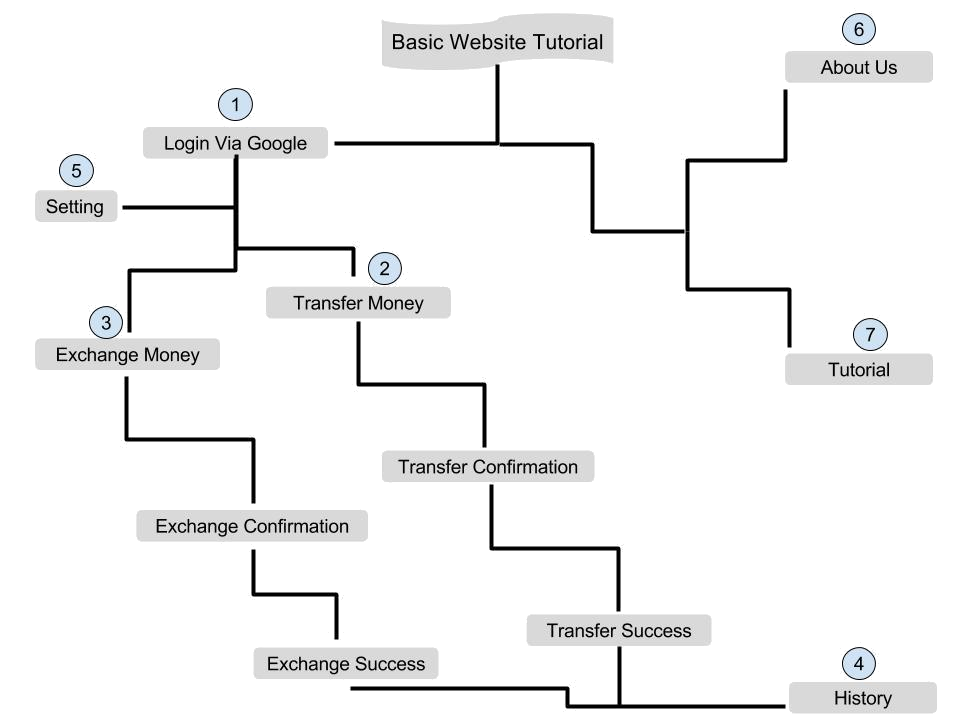 Basic Website Tutorial
6
About Us
1
Login Via Google
5
Setting
2
Transfer Money
3
Exchange Money
7
Tutorial
Transfer Confirmation
Exchange Confirmation
Transfer Success
Exchange Success
4
History